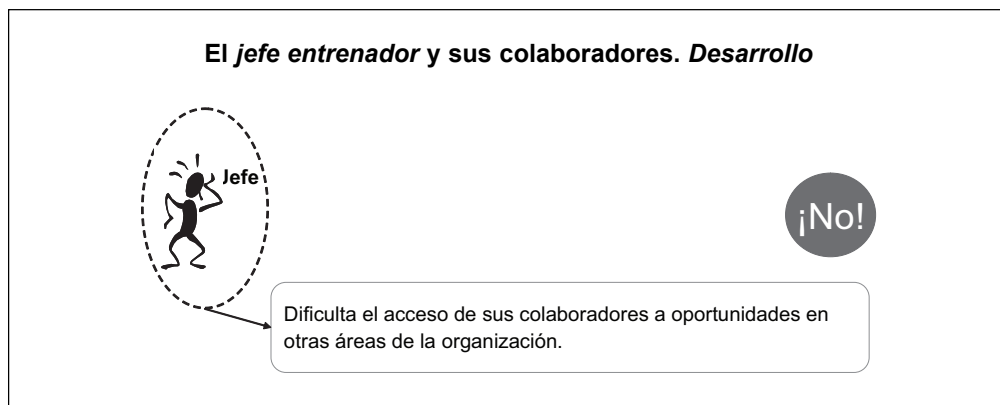 El jefe entrenador y sus colaboradores. Desarrollo
Jefe
¡No!
Dificulta el acceso de sus colaboradores a oportunidades en
otras áreas de la organización.